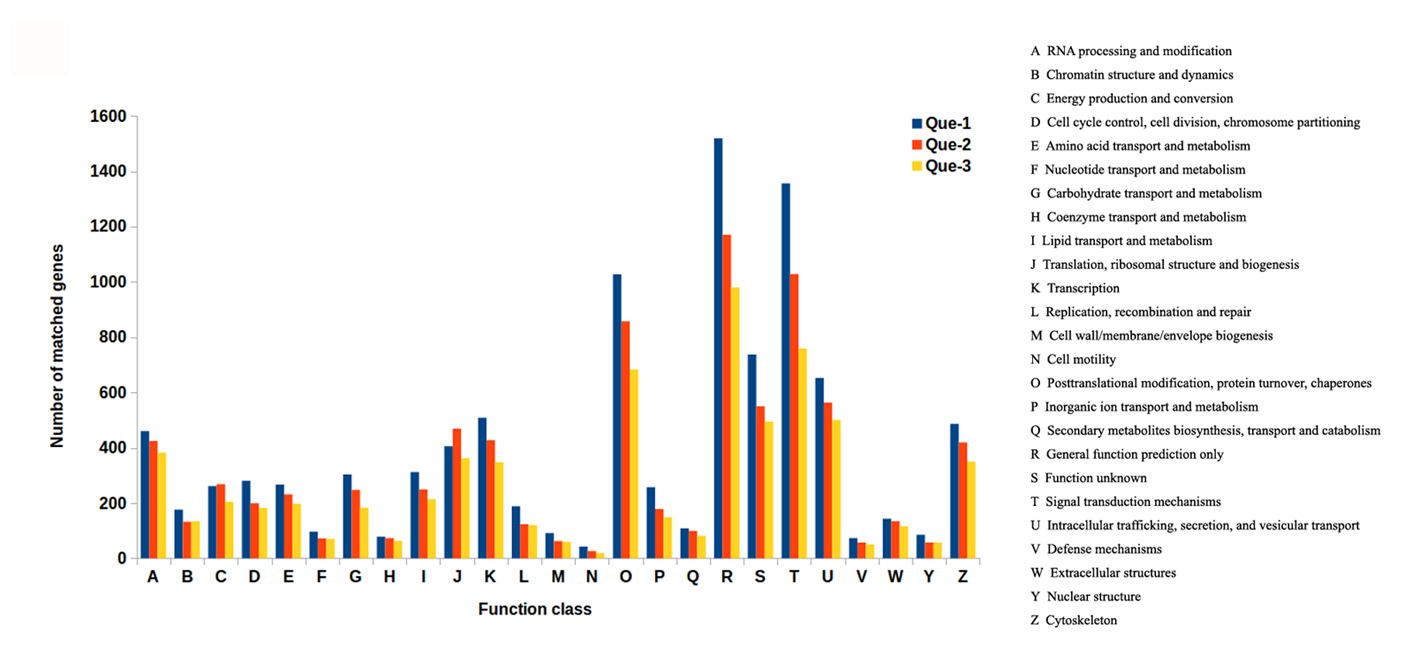 1600
1400
1200
1000
800
600
400
200
0
Number of matched genes
Que-1
Que-2
Que-3
A B C D E F G H I J K L M N O P Q R S T U V W Y Z
Function class
A RNA processing and modification
B Chromatin structure and dynamics
C Energy production and conversion
D Cell cycle control, cell division, chromosome partitioning
E Amino acid transport and metabolism
F Nucleotide transport and metabolism
G Carbohydrate transport and metabolism
H Coenzyme transport and metabolism
I Lipid transport and metabolism
J Translation, ribosomal structure and biogenesis
K Transcription
L Replication, recombination and repair
M Cell wall/membrane/envelope biogenesis
N Cell motility
O Posttranslational modification, protein turnover, chaperones
P Inorganic ion transport and metabolism
Q Secondary metabolites biosynthesis, transport and catabolism
R General function prediction only
S Function unknown
T Signal transduction mechanisms
U Intracellular trafficking, secretion, and vesicular transport
V Defense mechanisms
W Extracellular structures
Y Nuclear structure
Z Cytoskeleton